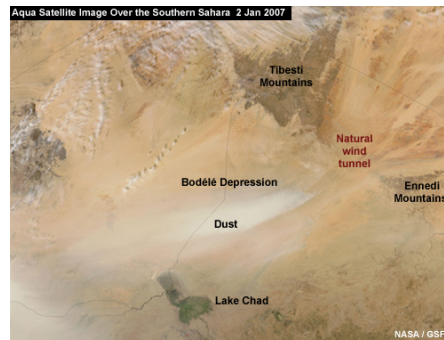 Aqua Satellite Image Over the Southern Sahara 2 Jan 2007
Tibesti
Mountains
Natural
wind
tunnel
Bodélé Depression
Ennedi
Mountains
Dust
Lake Chad
NASA / GSF